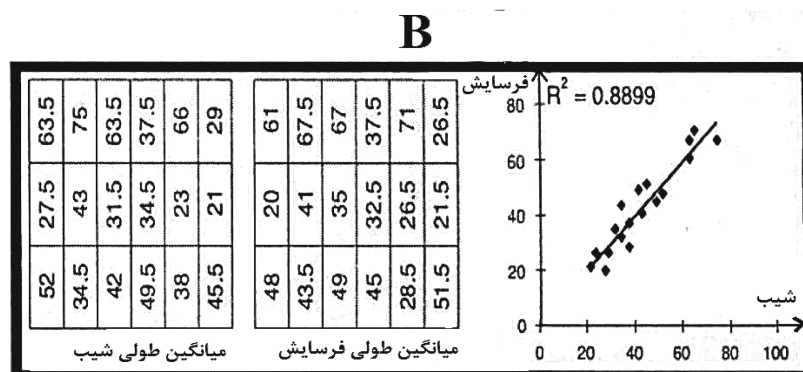 B
63.5 75 63.5 37.5 66 29
27.5 43 31.5 34.5 23 21
52 34.5 42 49.5 38 45.5
میانگین طولی شیب
61 67.5 67 37.5 71 26.5
20 41 35 32.5 26.5 21.5
48 43.5 49 45 28.5 51.5
میانگین طولی فرسایش
فرسایش
R² = 0.8899
80
60
40
20
0
شیب
0 20 40 60 80 100